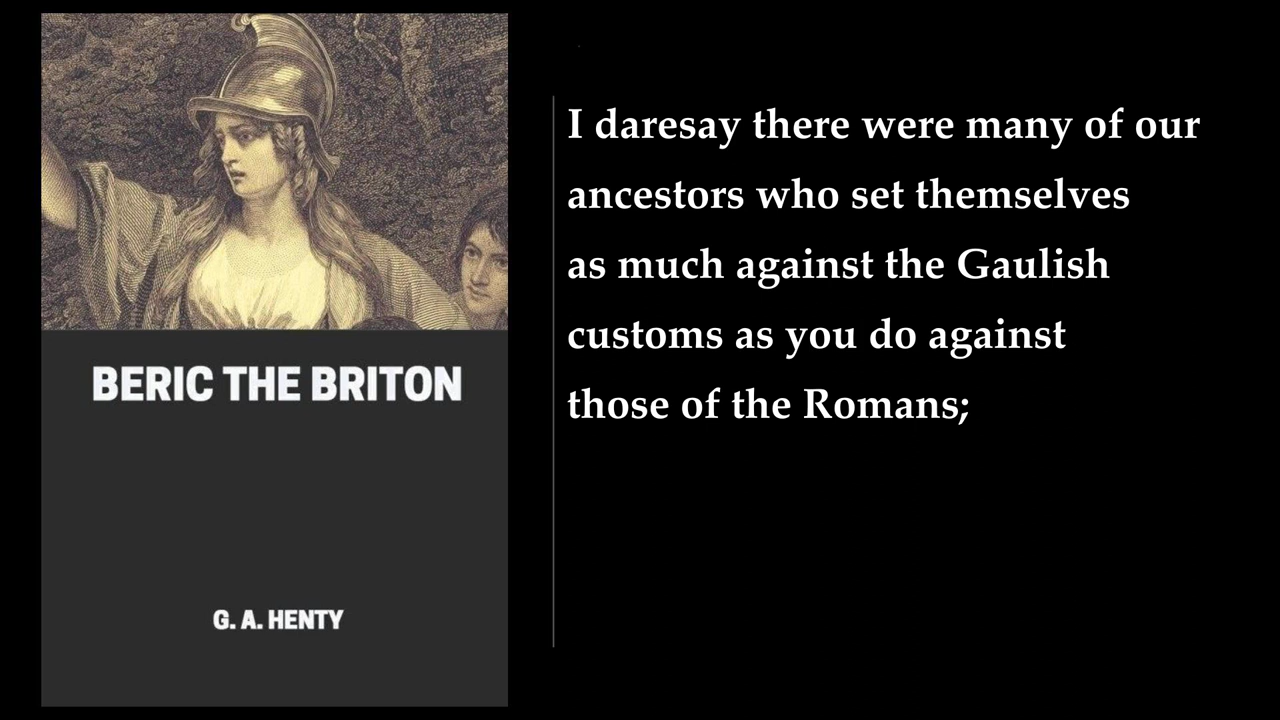 BERIC THE BRITON
G. A. HENTY
I daresay there were many of our
ancestors who set themselves
as much against the Gaulish
customs as you do against
those of the Romans;